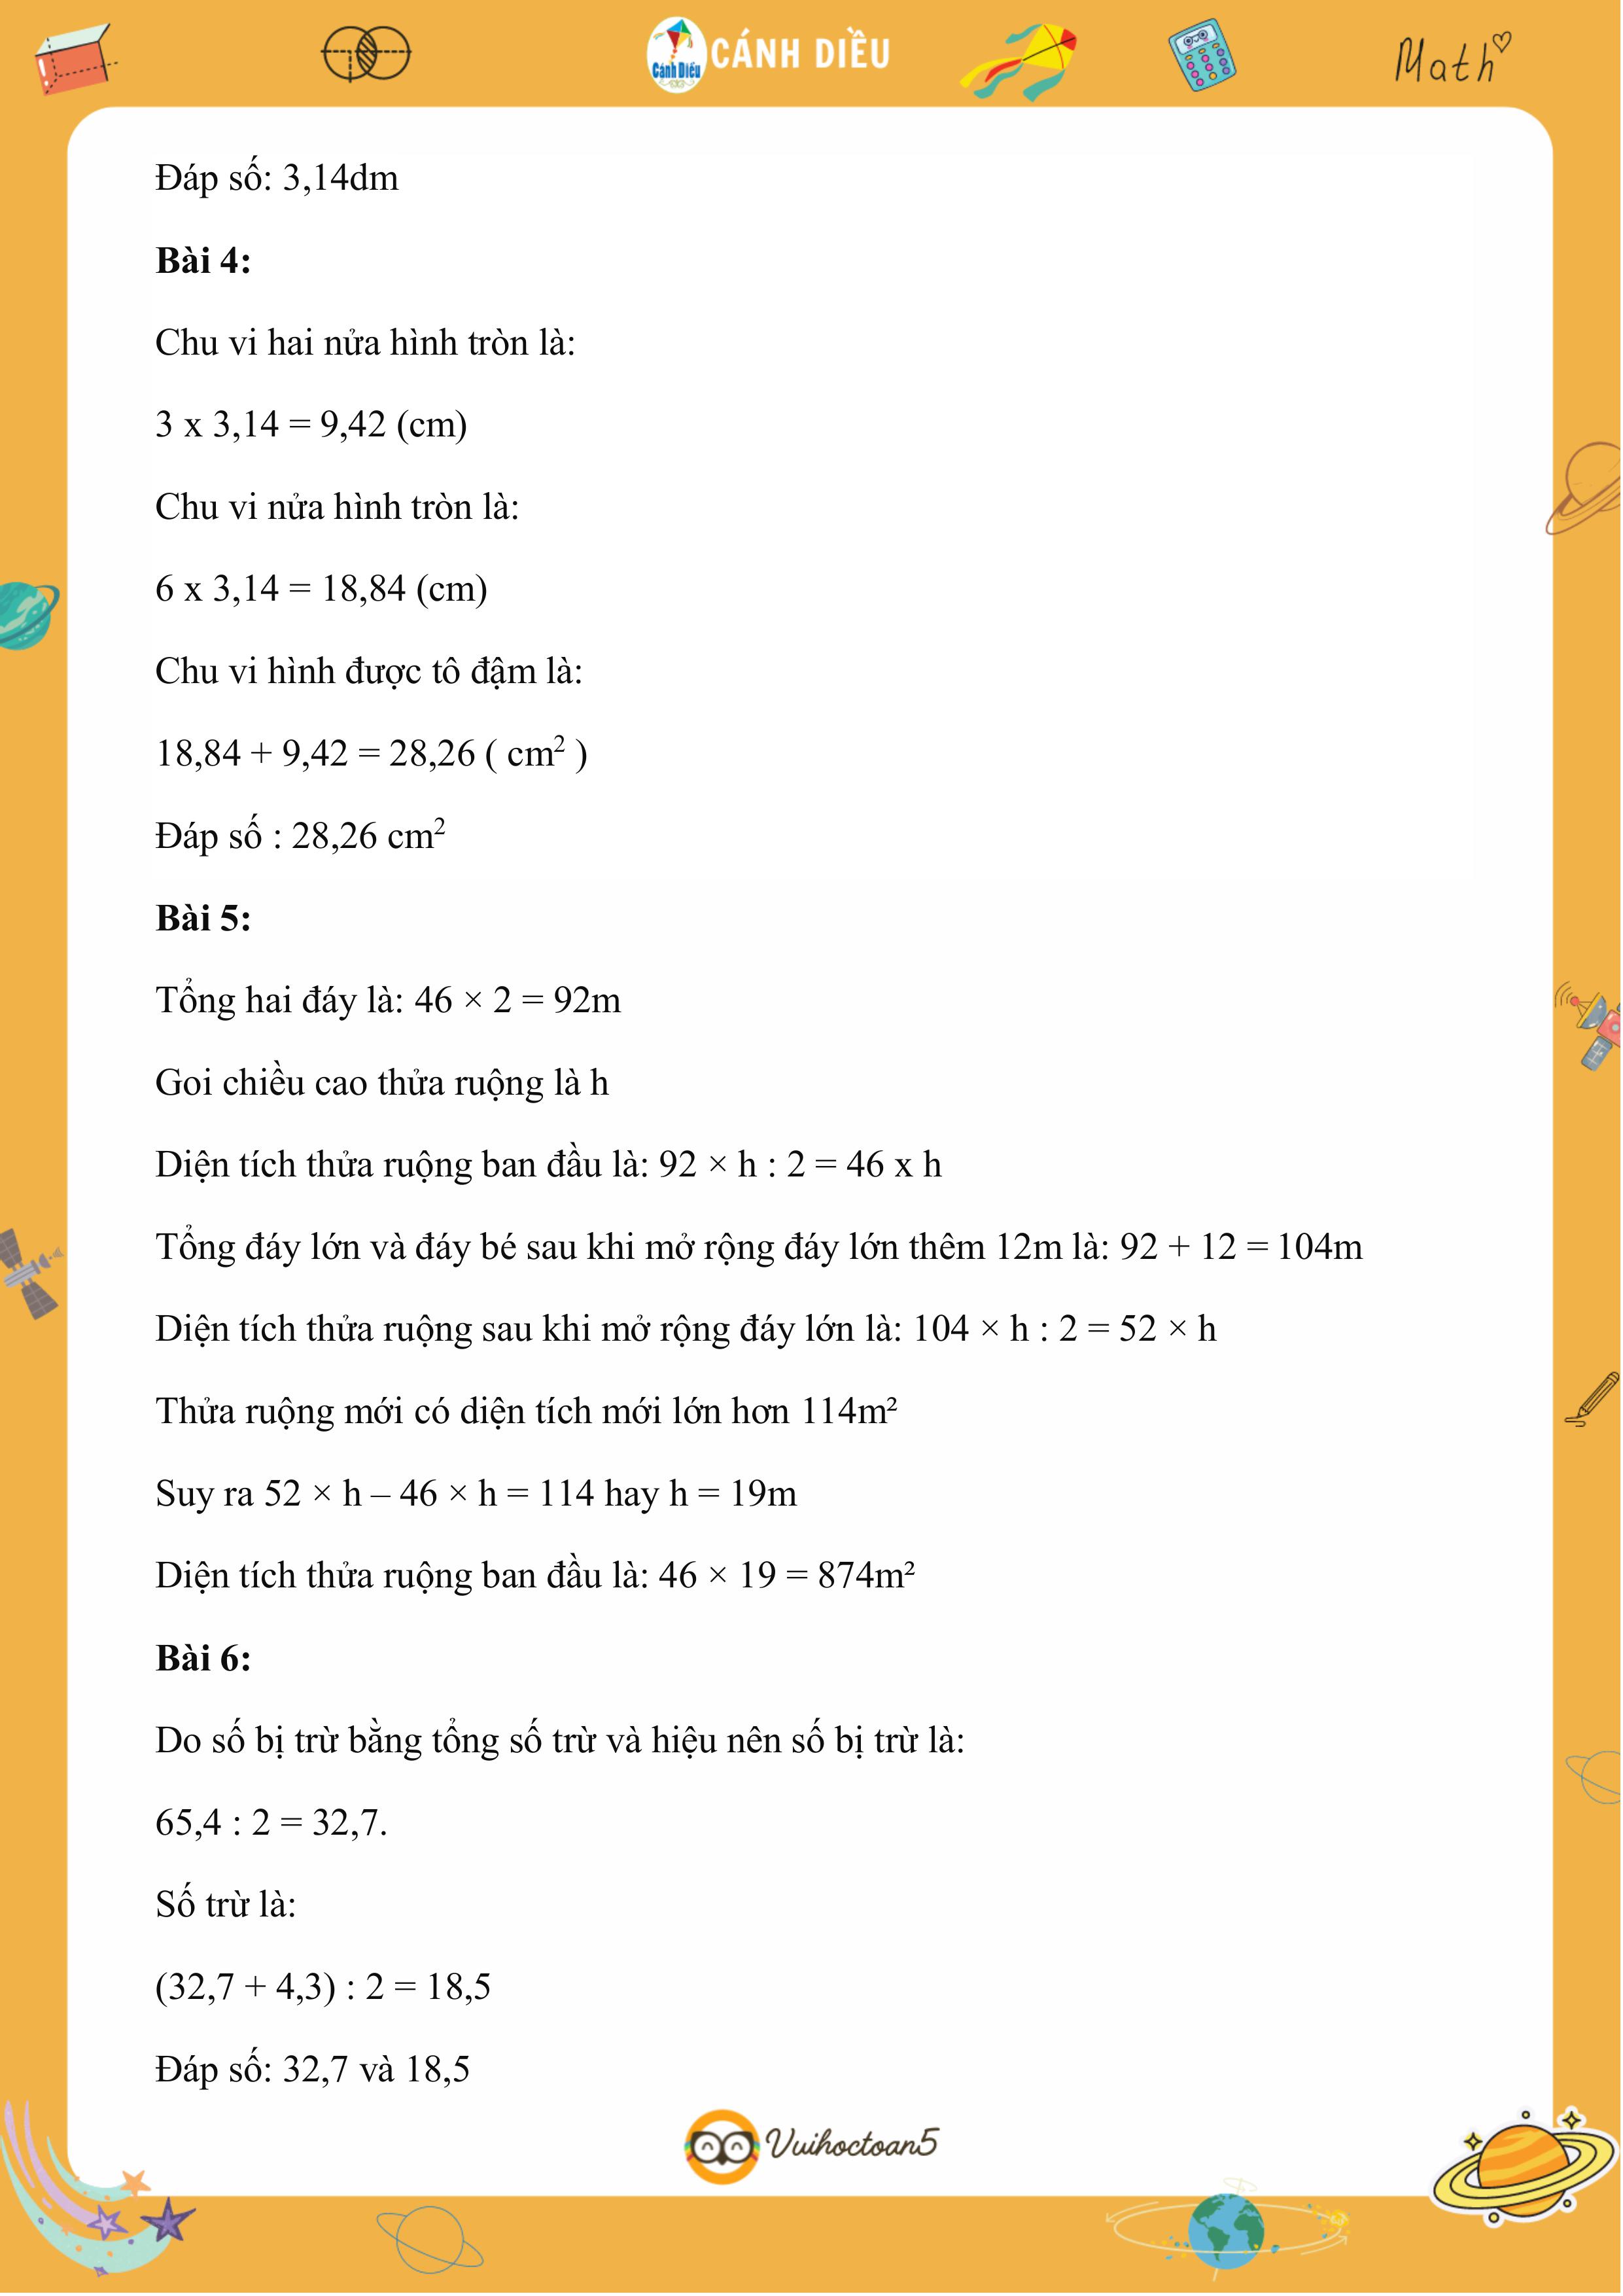 Cánh Diều CÁNH DIỀU
Math
Đáp số: 3,14dm
Bài 4:
Chu vi hai nửa hình tròn là:
3 x 3,14 = 9,42 (cm)
Chu vi nửa hình tròn là:
6 x 3,14 = 18,84 (cm)
Chu vi hình được tô đậm là:
18,84 + 9,42 = 28,26 ( cm² )
Đáp số : 28,26 cm²
Bài 5:
Tổng hai đáy là: 46 × 2 = 92m
Goi chiều cao thửa ruộng là h
Diện tích thửa ruộng ban đầu là: 92 × h : 2 = 46 x h
Tổng đáy lớn và đáy bé sau khi mở rộng đáy lớn thêm 12m là: 92 + 12 = 104m
Diện tích thửa ruộng sau khi mở rộng đáy lớn là: 104 × h : 2 = 52 × h
Thửa ruộng mới có diện tích mới lớn hơn 114m²
Suy ra 52 × h – 46 × h = 114 hay h = 19m
Diện tích thửa ruộng ban đầu là: 46 × 19 = 874m²
Bài 6:
Do số bị trừ bằng tổng số trừ và hiệu nên số bị trừ là:
65,4 : 2 = 32,7.
Số trừ là:
(32,7 + 4,3) : 2 = 18,5
Đáp số: 32,7 và 18,5
Vuihoctoan5